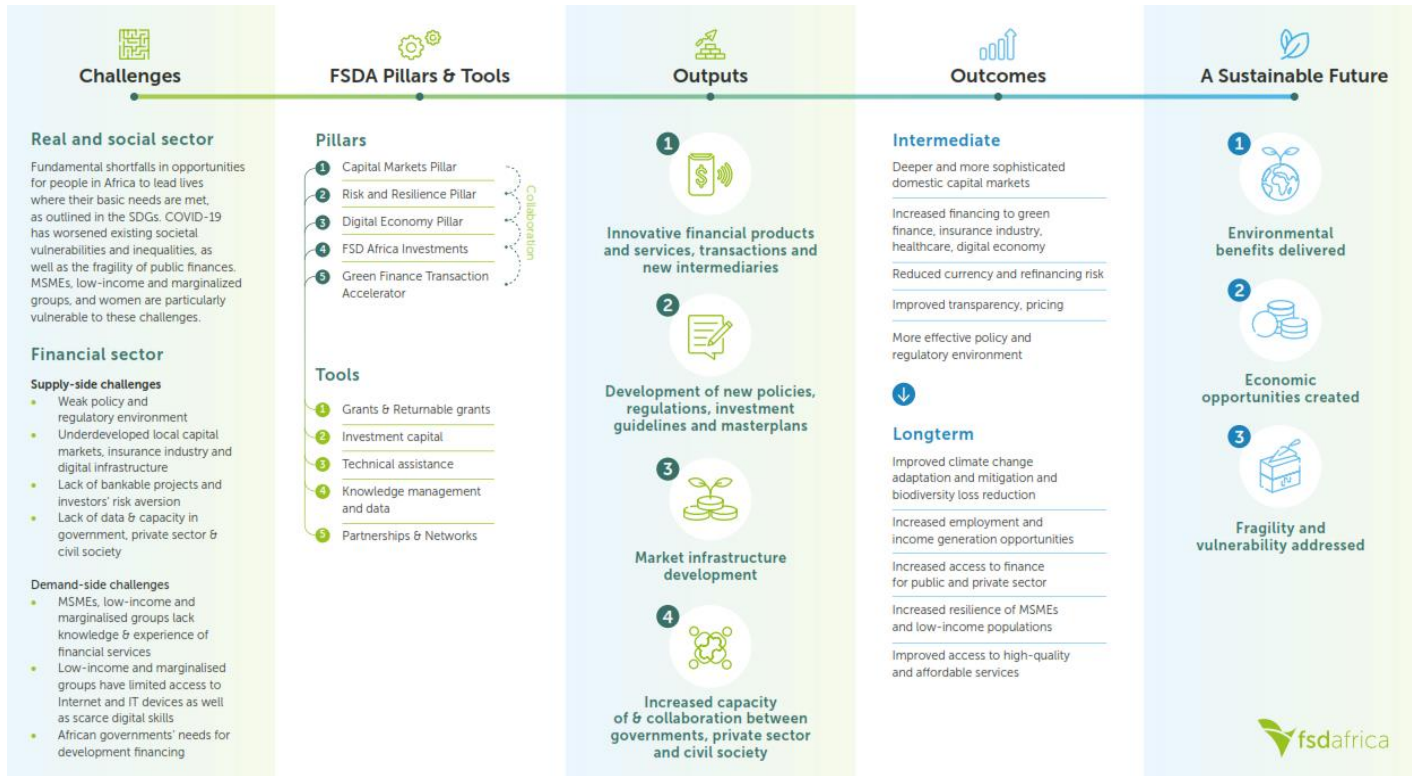 Challenges
FSDA Pillars & Tools
Outputs
Outcomes
A Sustainable Future
Real and social sector
Fundamental shortfalls in opportunities
for people in Africa to lead lives
where their basic needs are met,
as outlined in the SDGs. COVID-19
has worsened existing societal
vulnerabilities and inequalities, as
well as the fragility of public finances.
MSMEs, low-income and marginalized
groups, and women are particularly
vulnerable to these challenges.
Financial sector
Supply-side challenges
• Weak policy and
regulatory environment
• Underdeveloped local capital
markets, insurance industry and
digital infrastructure
• Lack of bankable projects and
investors' risk aversion
• Lack of data & capacity in
government, private sector &
civil society
Demand-side challenges
• MSMEs, low-income and
marginalised groups lack
knowledge & experience of
financial services
• Low-income and marginalised
groups have limited access to
Internet and IT devices as well
as scarce digital skills
• African governments' needs for
development financing
Pillars
1 Capital Markets Pillar
2 Risk and Resilience Pillar
3 Digital Economy Pillar
4 FSD Africa Investments
5 Green Finance Transaction
Accelerator
Collaboration
Tools
1 Grants & Returnable grants
2 Investment capital
3 Technical assistance
4 Knowledge management
and data
5 Partnerships & Networks
1
$
Innovative financial products
and services, transactions and
new intermediaries
2
Development of new policies,
regulations, investment
guidelines and masterplans
3
Market infrastructure
development
4
Increased capacity
of & collaboration between
governments, private sector
and civil society
Intermediate
Deeper and more sophisticated
domestic capital markets
Increased financing to green
finance, insurance industry,
healthcare, digital economy
Reduced currency and refinancing risk
Improved transparency, pricing
More effective policy and
regulatory environment
Longterm
Improved climate change
adaptation and mitigation and
biodiversity loss reduction
Increased employment and
income generation opportunities
Increased access to finance
for public and private sector
Increased resilience of MSMEs
and low-income populations
Improved access to high-quality
and affordable services
1
Environmental
benefits delivered
2
Economic
opportunities created
3
Fragility and
vulnerability addressed
fsdafrica